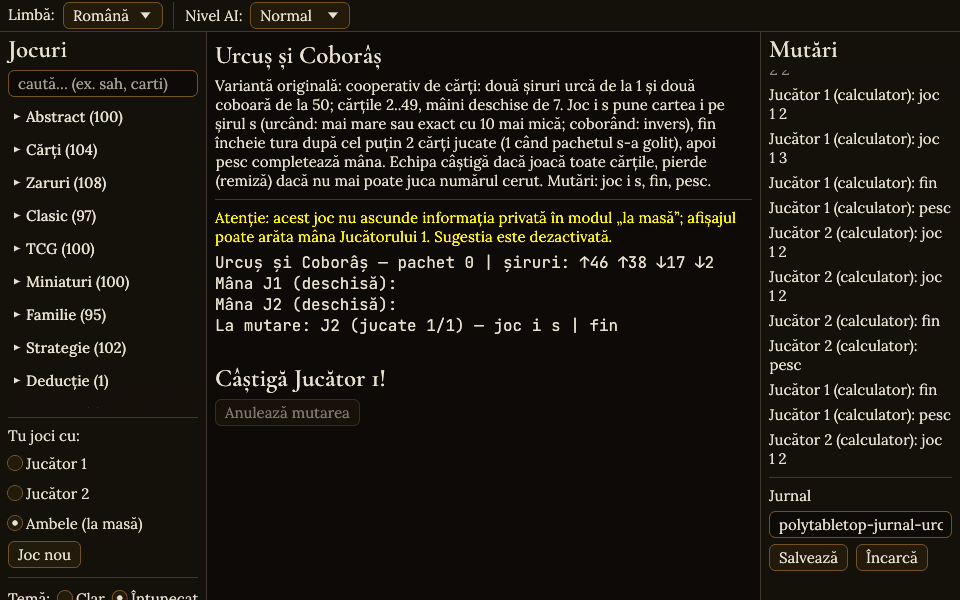 Limbă: Română ▼ Nivel AI: Normal ▼
Jocuri
caută... (ex. sah, carti)
▸ Abstract (100)
▸ Cărți (104)
▸ Zaruri (108)
▸ Clasic (97)
▸ TCG (100)
▸ Miniaturi (100)
▸ Familie (95)
▸ Strategie (102)
▸ Deducție (1)
Tu joci cu:
Jucător 1
Jucător 2
Ambele (la masă)
Joc nou
Temă: Clar Întunecat
Urcuș și Coborâș
Variantă originală: cooperativ de cărți: două șiruri urcă de la 1 și două
coboară de la 50; cărțile 2..49, mâini deschise de 7. Joc i s pune cartea i pe
șirul s (urcând: mai mare sau exact cu 10 mai mică; coborând: invers), fin
încheie tura după cel puțin 2 cărți jucate (1 când pachetul s-a golit), apoi
pesc completează mâna. Echipa câștigă dacă joacă toate cărțile, pierde
(remiză) dacă nu mai poate juca numărul cerut. Mutări: joc i s, fin, pesc.
Atenție: acest joc nu ascunde informația privată în modul „la masă”; afișajul
poate arăta mâna Jucătorului 1. Sugestia este dezactivată.
Urcuș și Coborâș — pachet 0 | șiruri: ↑46 ↑38 ↓17 ↓2
Mâna J1 (deschisă):
Mâna J2 (deschisă):
La mutare: J2 (jucate 1/1) — joc i s | fin
Câștigă Jucător 1!
Anulează mutarea
Mutări
2 2
Jucător 1 (calculator): joc
1 2
Jucător 1 (calculator): joc
1 3
Jucător 1 (calculator): fin
Jucător 1 (calculator): pesc
Jucător 2 (calculator): joc
1 2
Jucător 2 (calculator): joc
1 2
Jucător 2 (calculator): fin
Jucător 2 (calculator):
pesc
Jucător 1 (calculator): fin
Jucător 1 (calculator): pesc
Jucător 2 (calculator): joc
1 2
Jurnal
polytabletop-jurnal-urc
Salvează Încarcă